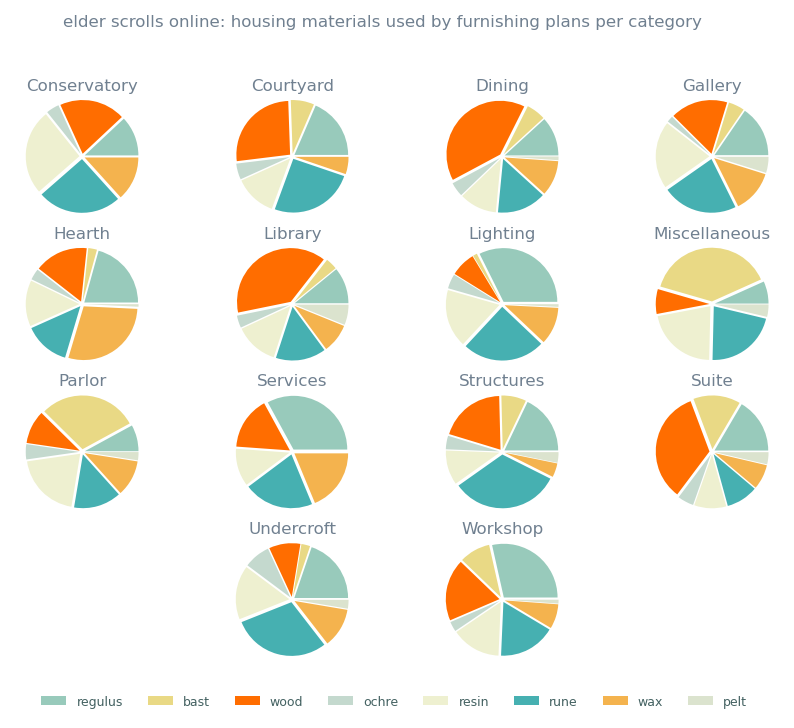 elder scrolls online: housing materials used by furnishing plans per category
Conservatory Courtyard Dining Gallery
Hearth Library Lighting Miscellaneous
Parlor Services Structures Suite
Undercroft Workshop
regulus bast wood ochre resin rune wax pelt